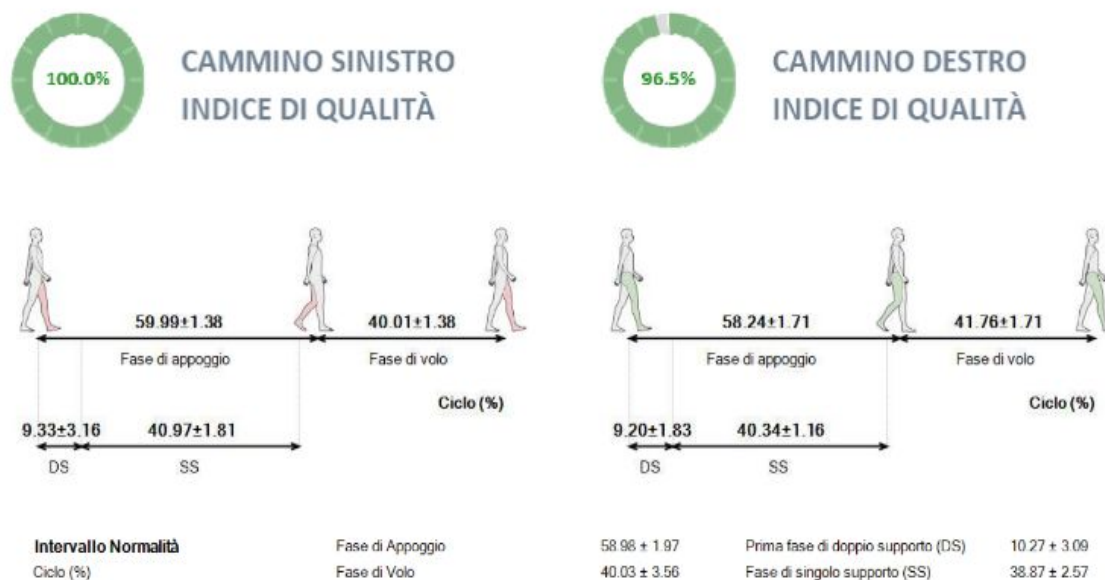 100.0%
CAMMINO SINISTRO
INDICE DI QUALITÀ
96.5%
CAMMINO DESTRO
INDICE DI QUALITÀ
59.99±1.38
40.01±1.38
Fase di appoggio
Fase di volo
Ciclo (%)
9.33±3.16
40.97±1.81
DS
SS
58.24±1.71
41.76±1.71
Fase di appoggio
Fase di volo
Ciclo (%)
9.20±1.83
40.34±1.16
DS
SS
Intervallo Normalità Fase di Appoggio 58.98 ± 1.97 Prima fase di doppio supporto (DS) 10.27 ± 3.09
Ciclo (%) Fase di Volo 40.03 ± 3.56 Fase di singolo supporto (SS) 38.87 ± 2.57